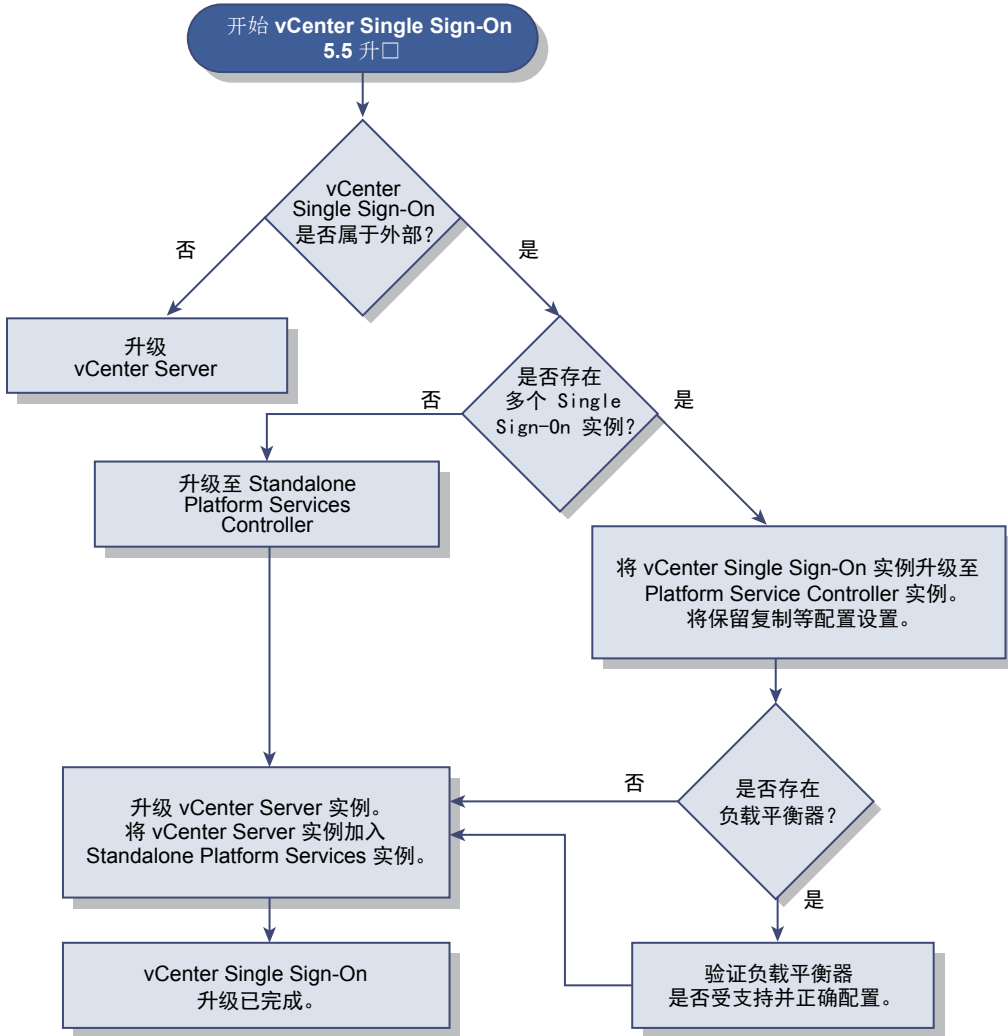 开始 vCenter Single Sign-On
5.5 升□
vCenter
Single Sign-On
是否属于外部？
否
是
升级
vCenter Server
是否存在
多个 Single
Sign-On 实例？
否
是
升级至 Standalone
Platform Services
Controller
将 vCenter Single Sign-On 实例升级至
Platform Service Controller 实例。
将保留复制等配置设置。
是否存在
负载平衡器？
否
是
升级 vCenter Server 实例。
将 vCenter Server 实例加入
Standalone Platform Services 实例。
验证负载平衡器
是否受支持并正确配置。
vCenter Single Sign-On
升级已完成。